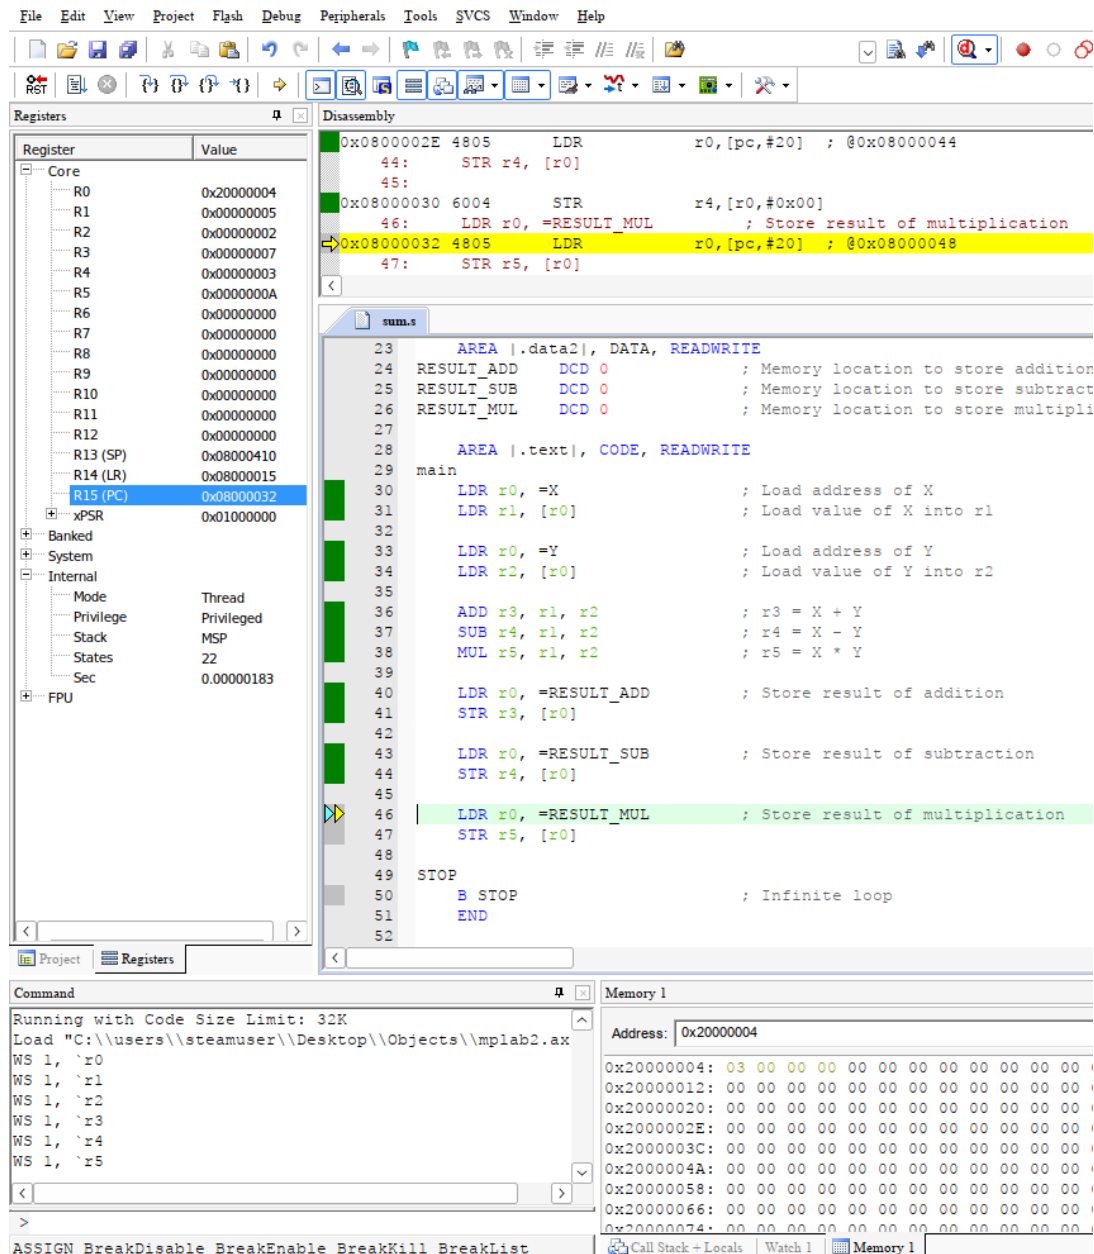 File Edit View Project Flash Debug Peripherals Tools SVCS Window Help
RST
Registers
Disassembly
Register Value
Core
R0 0x20000004
R1 0x00000005
R2 0x00000002
R3 0x00000007
R4 0x00000003
R5 0x0000000A
R6 0x00000000
R7 0x00000000
R8 0x00000000
R9 0x00000000
R10 0x00000000
R11 0x00000000
R12 0x00000000
R13 (SP) 0x08000410
R14 (LR) 0x08000015
R15 (PC) 0x08000032
xPSR 0x01000000
Banked
System
Internal
Mode Thread
Privilege Privileged
Stack MSP
States 22
Sec 0.00000183
FPU
Project Registers
0x0800002E 4805 LDR r0,[pc,#20] ; @0x08000044
44: STR r4, [r0]
45:
0x08000030 6004 STR r4,[r0,#0x00]
46: LDR r0, =RESULT_MUL ; Store result of multiplication
0x08000032 4805 LDR r0,[pc,#20] ; @0x08000048
47: STR r5, [r0]
sum.s
23 AREA |.data2|, DATA, READWRITE
24 RESULT_ADD DCD 0 ; Memory location to store addition
25 RESULT_SUB DCD 0 ; Memory location to store subtract
26 RESULT_MUL DCD 0 ; Memory location to store multipli
27
28 AREA |.text|, CODE, READWRITE
29 main
30 LDR r0, =X ; Load address of X
31 LDR r1, [r0] ; Load value of X into r1
32
33 LDR r0, =Y ; Load address of Y
34 LDR r2, [r0] ; Load value of Y into r2
35
36 ADD r3, r1, r2 ; r3 = X + Y
37 SUB r4, r1, r2 ; r4 = X - Y
38 MUL r5, r1, r2 ; r5 = X * Y
39
40 LDR r0, =RESULT_ADD ; Store result of addition
41 STR r3, [r0]
42
43 LDR r0, =RESULT_SUB ; Store result of subtraction
44 STR r4, [r0]
45
46 LDR r0, =RESULT_MUL ; Store result of multiplication
47 STR r5, [r0]
48
49 STOP
50 B STOP ; Infinite loop
51 END
52
Command
Running with Code Size Limit: 32K
Load "C:\\users\\steamuser\\Desktop\\Objects\\mplab2.ax
WS 1, `r0
WS 1, `r1
WS 1, `r2
WS 1, `r3
WS 1, `r4
WS 1, `r5
>
ASSIGN BreakDisable BreakEnable BreakKill BreakList
Memory 1
Address: 0x20000004
0x20000004: 03 00 00 00 00 00 00 00 00 00 00 00
0x20000012: 00 00 00 00 00 00 00 00 00 00 00 00
0x20000020: 00 00 00 00 00 00 00 00 00 00 00 00
0x2000002E: 00 00 00 00 00 00 00 00 00 00 00 00
0x2000003C: 00 00 00 00 00 00 00 00 00 00 00 00
0x2000004A: 00 00 00 00 00 00 00 00 00 00 00 00
0x20000058: 00 00 00 00 00 00 00 00 00 00 00 00
0x20000066: 00 00 00 00 00 00 00 00 00 00 00 00
0x20000074: 00 00 00 00 00 00 00 00 00 00 00 00
Call Stack + Locals Watch 1 Memory 1